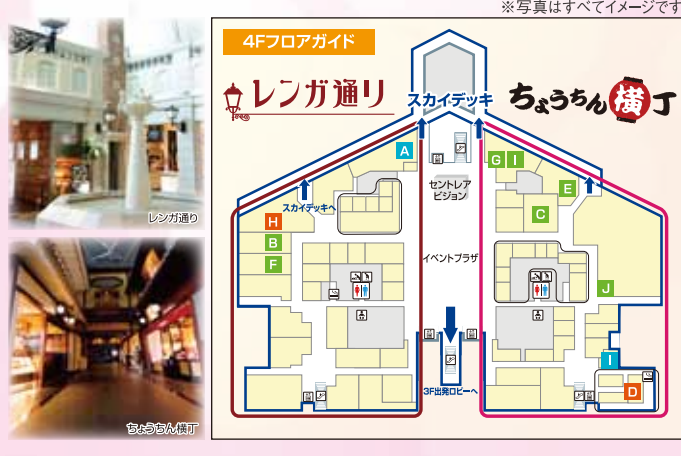 ※写真はすべてイメージです
4Fフロアガイド
レンガ通り
スカイデッキ
ちょうちん横丁
A
G I
セントレア
ビジョン
E
スカイデッキへ
C
レンガ通り
H
B
イベントプラザ
F
J
I
3F出発ロビーへ
D
ちょうちん横丁